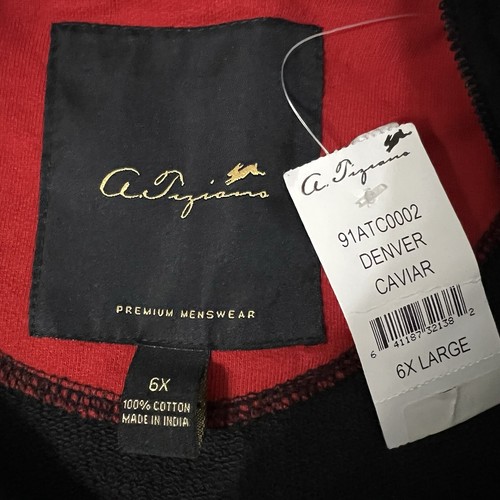 A. Tiziano
PREMIUM MENSWEAR
6X
100% COTTON
MADE IN INDIA
A. Tiziano
91ATC0002
DENVER
CAVIAR
6 41187 32138 2
6X LARGE